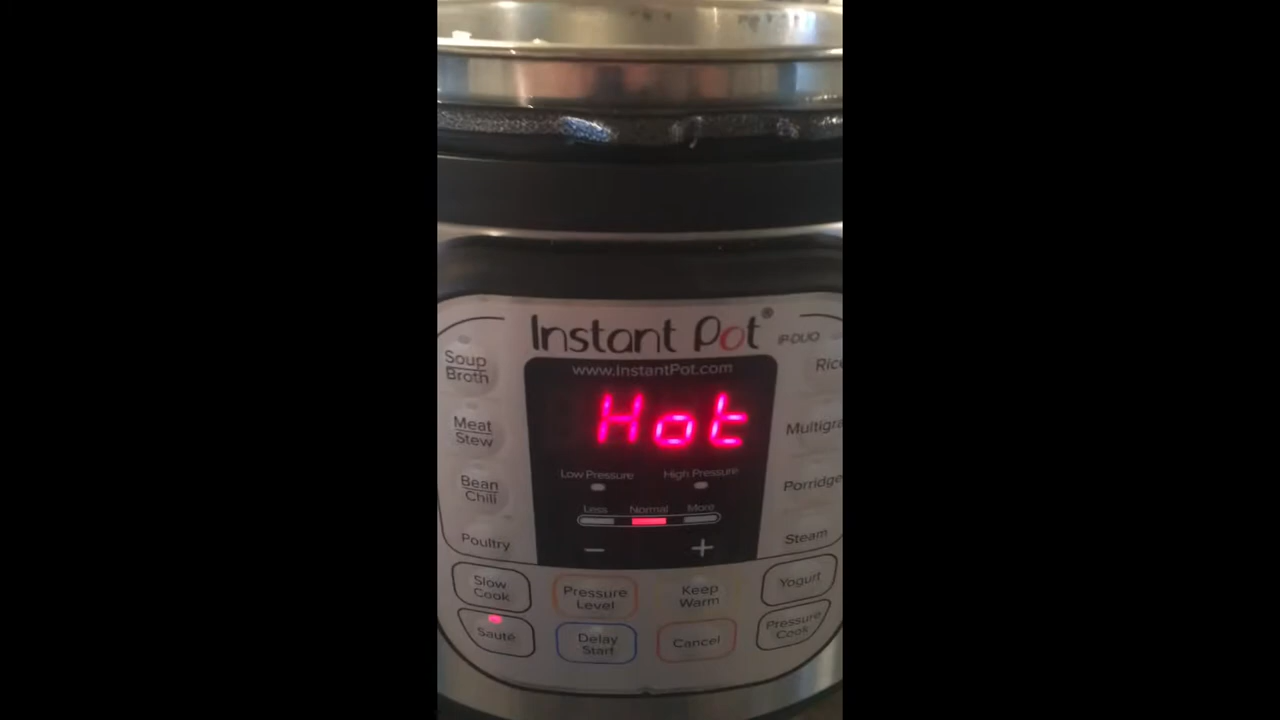 Instant Pot®
IP-DUO
www.InstantPot.com
Hot
Low Pressure
High Pressure
Less
Normal
More
−
+
Soup
Broth
Meat
Stew
Bean
Chili
Poultry
Slow
Cook
Sauté
Pressure
Level
Delay
Start
Keep
Warm
Cancel
Rice
Multigra
Porridge
Steam
Yogurt
Pressure
Cook